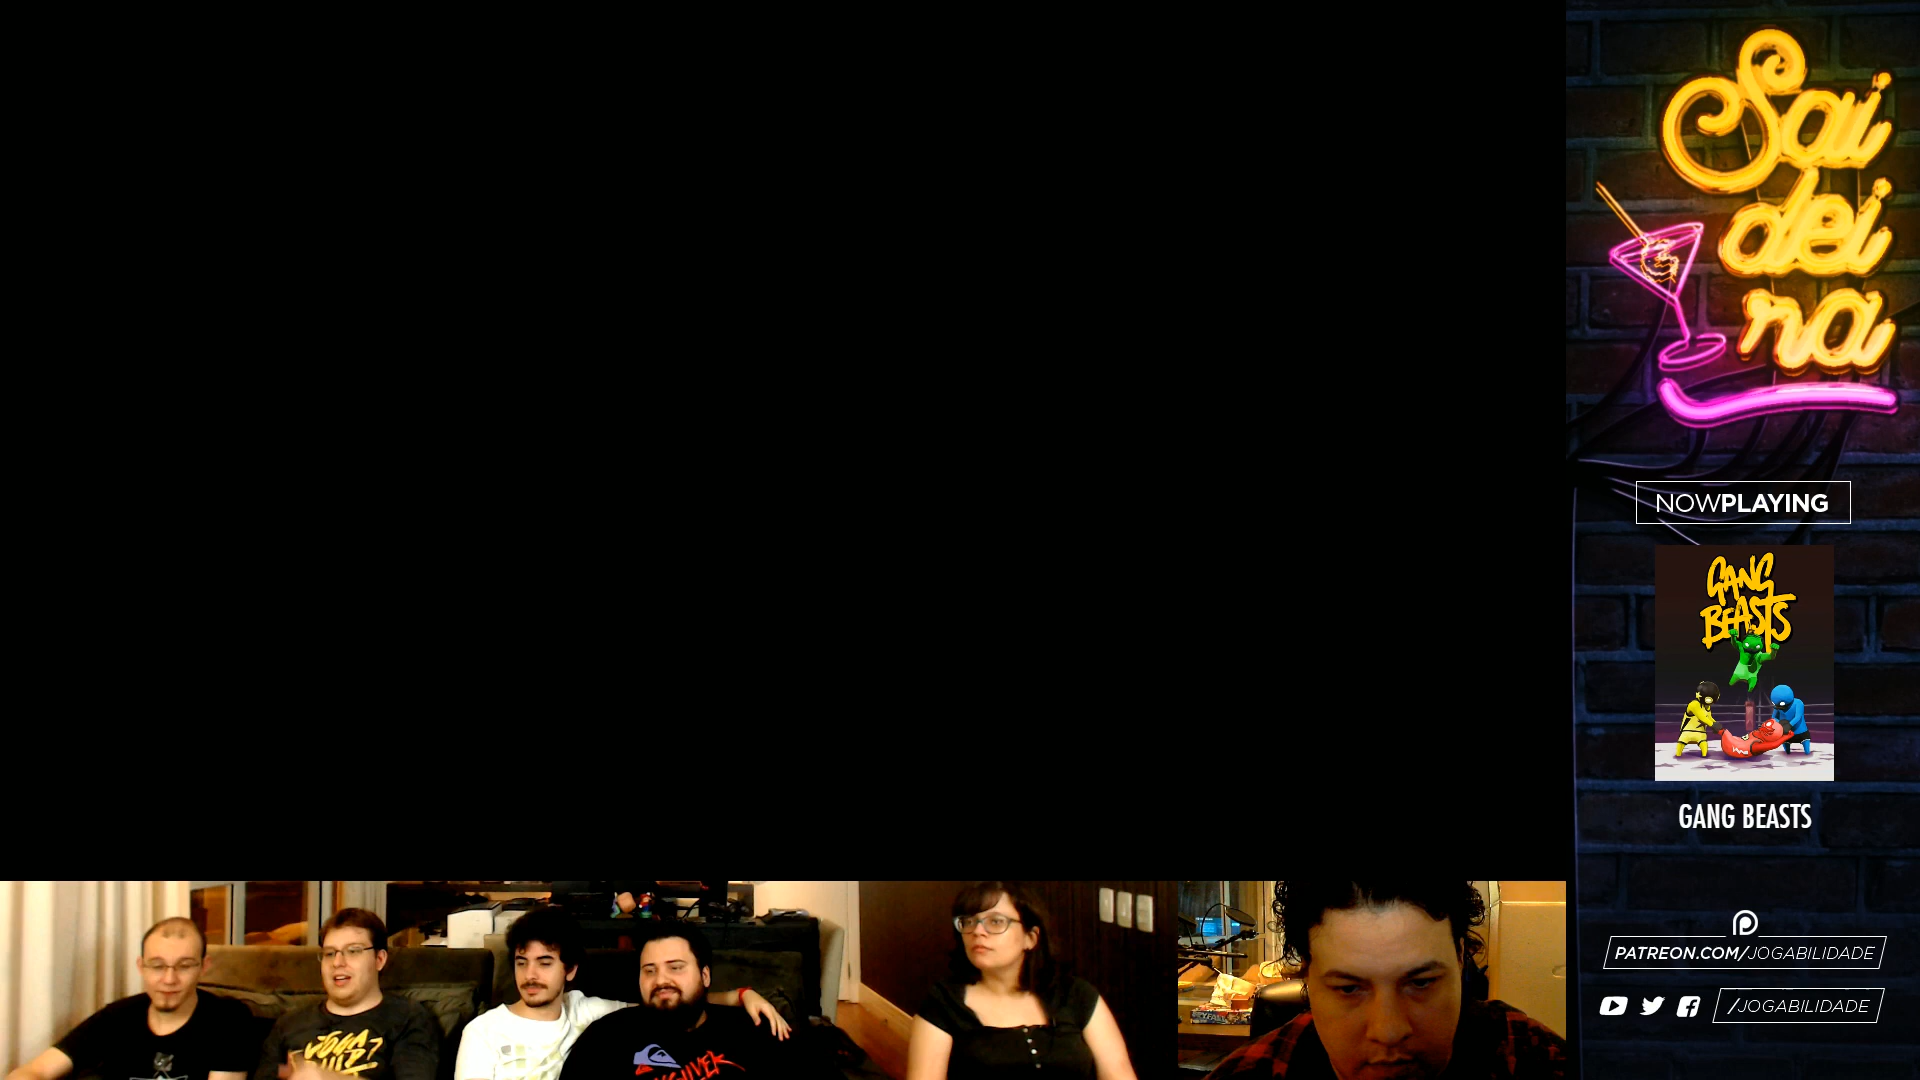 Sai
dei
ra
NOWPLAYING
GANG
BEASTS
GANG BEASTS
PATREON.COM/JOGABILIDADE
/JOGABILIDADE